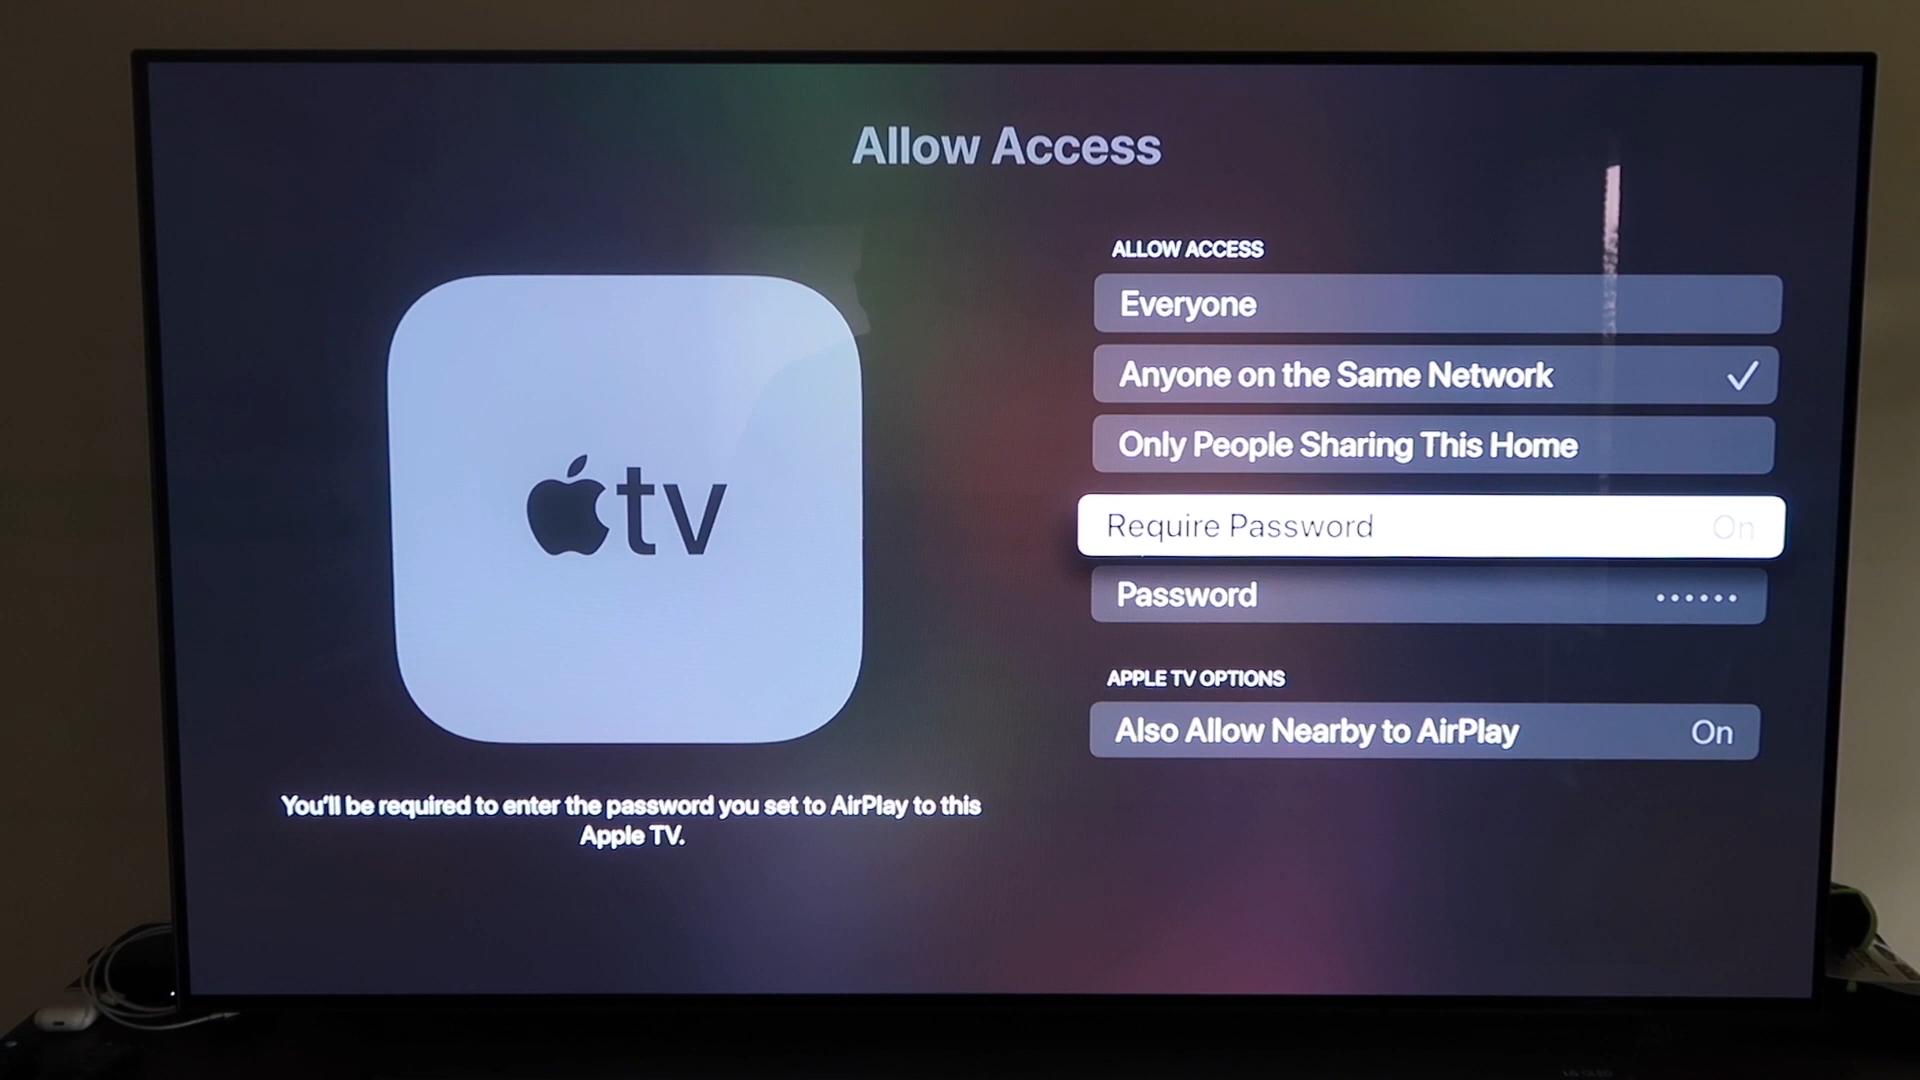 Allow Access
ALLOW ACCESS
Everyone
Anyone on the Same Network
Only People Sharing This Home
Require Password On
Password ••••••
APPLE TV OPTIONS
Also Allow Nearby to AirPlay On
tv
You'll be required to enter the password you set to AirPlay to this
Apple TV.